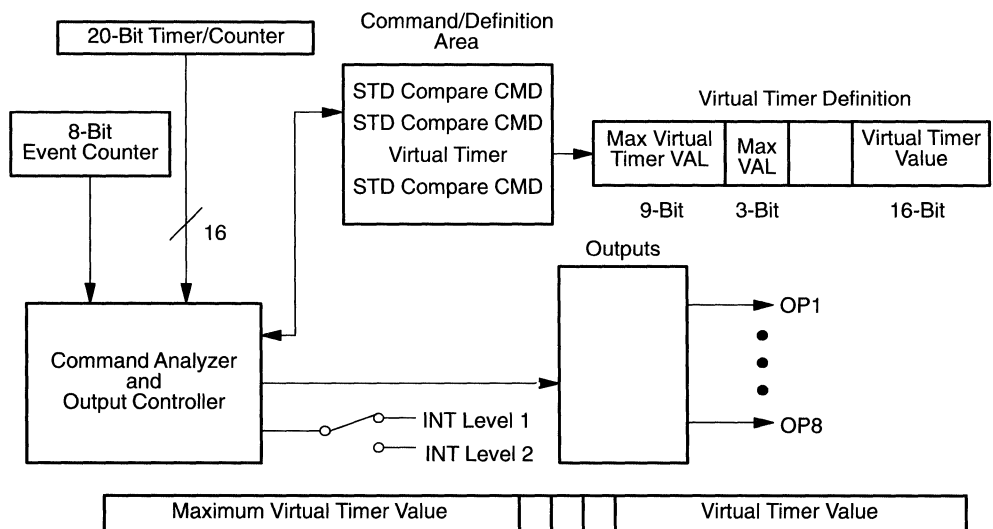 20-Bit Timer/Counter
Command/Definition
Area
8-Bit
Event Counter
STD Compare CMD
STD Compare CMD
Virtual Timer
STD Compare CMD
Virtual Timer Definition
Max Virtual
Timer VAL
Max
VAL
Virtual Timer
Value
9-Bit
3-Bit
16-Bit
16
Outputs
Command Analyzer
and
Output Controller
OP1
OP8
INT Level 1
INT Level 2
Maximum Virtual Timer Value
Virtual Timer Value